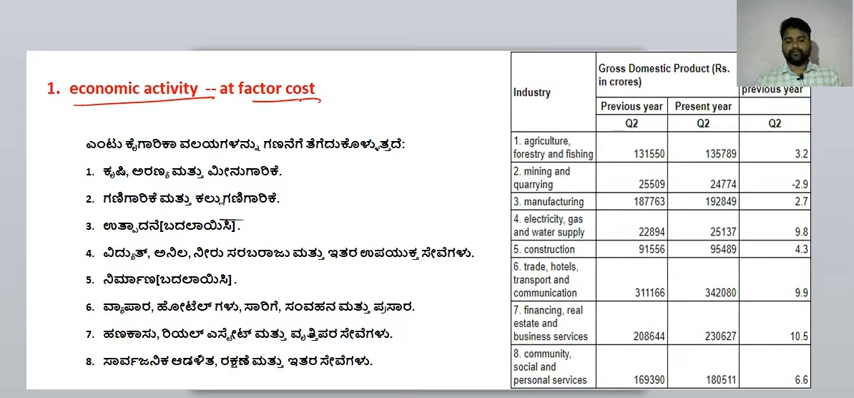 1. economic activity -- at factor cost
ಎಂಟು ಕೈಗಾರಿಕಾ ವಲಯಗಳನ್ನು ಗಣನೆಗೆ ತೆಗೆದುಕೊಳ್ಳುತ್ತದೆ:
1. ಕೃಷಿ, ಅರಣ್ಯ ಮತ್ತು ಮೀನುಗಾರಿಕೆ.
2. ಗಣಿಗಾರಿಕೆ ಮತ್ತು ಕಲ್ಲುಗಣಿಗಾರಿಕೆ.
3. ಉತ್ಪಾದನೆ[ಬದಲಾಯಿಸಿ].
4. ವಿದ್ಯುತ್, ಅನಿಲ, ನೀರು ಸರಬರಾಜು ಮತ್ತು ಇತರ ಉಪಯುಕ್ತ ಸೇವೆಗಳು.
5. ನಿರ್ಮಾಣ[ಬದಲಾಯಿಸಿ].
6. ವ್ಯಾಪಾರ, ಹೋಟೆಲ್ ಗಳು, ಸಾರಿಗೆ, ಸಂವಹನ ಮತ್ತು ಪ್ರಸಾರ.
7. ಹಣಕಾಸು, ರಿಯಲ್ ಎಸ್ಟೇಟ್ ಮತ್ತು ವೃತ್ತಿಪರ ಸೇವೆಗಳು.
8. ಸಾರ್ವಜನಿಕ ಆಡಳಿತ, ರಕ್ಷಣೆ ಮತ್ತು ಇತರ ಸೇವೆಗಳು.
Gross Domestic Product (Rs.
in crores)
Industry
previous year
Previous year Present year
Q2 Q2 Q2
1. agriculture,
forestry and fishing 131550 135789 3.2
2. mining and
quarrying 25509 24774 -2.9
3. manufacturing 187763 192849 2.7
4. electricity, gas
and water supply 22894 25137 9.8
5. construction 91556 95489 4.3
6. trade, hotels,
transport and
communication 311166 342080 9.9
7. financing, real
estate and
business services 208644 230627 10.5
8. community,
social and
personal services 169390 180511 6.6